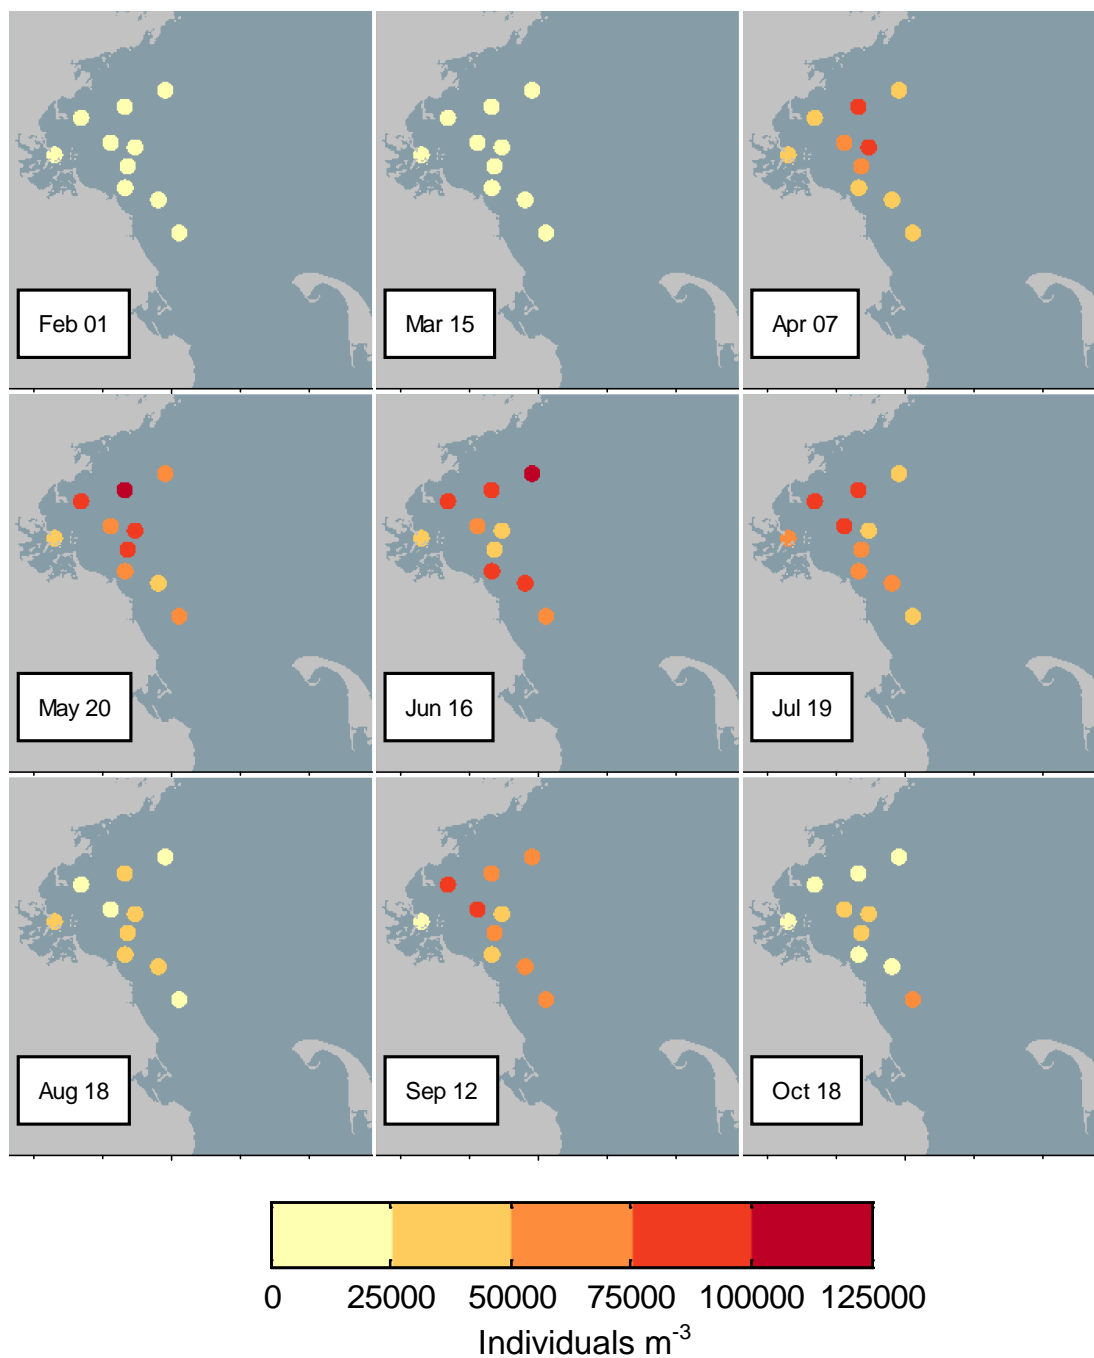 Feb 01
Mar 15
Apr 07
May 20
Jun 16
Jul 19
Aug 18
Sep 12
Oct 18
0 25000 50000 75000 100000 125000
Individuals m⁻³